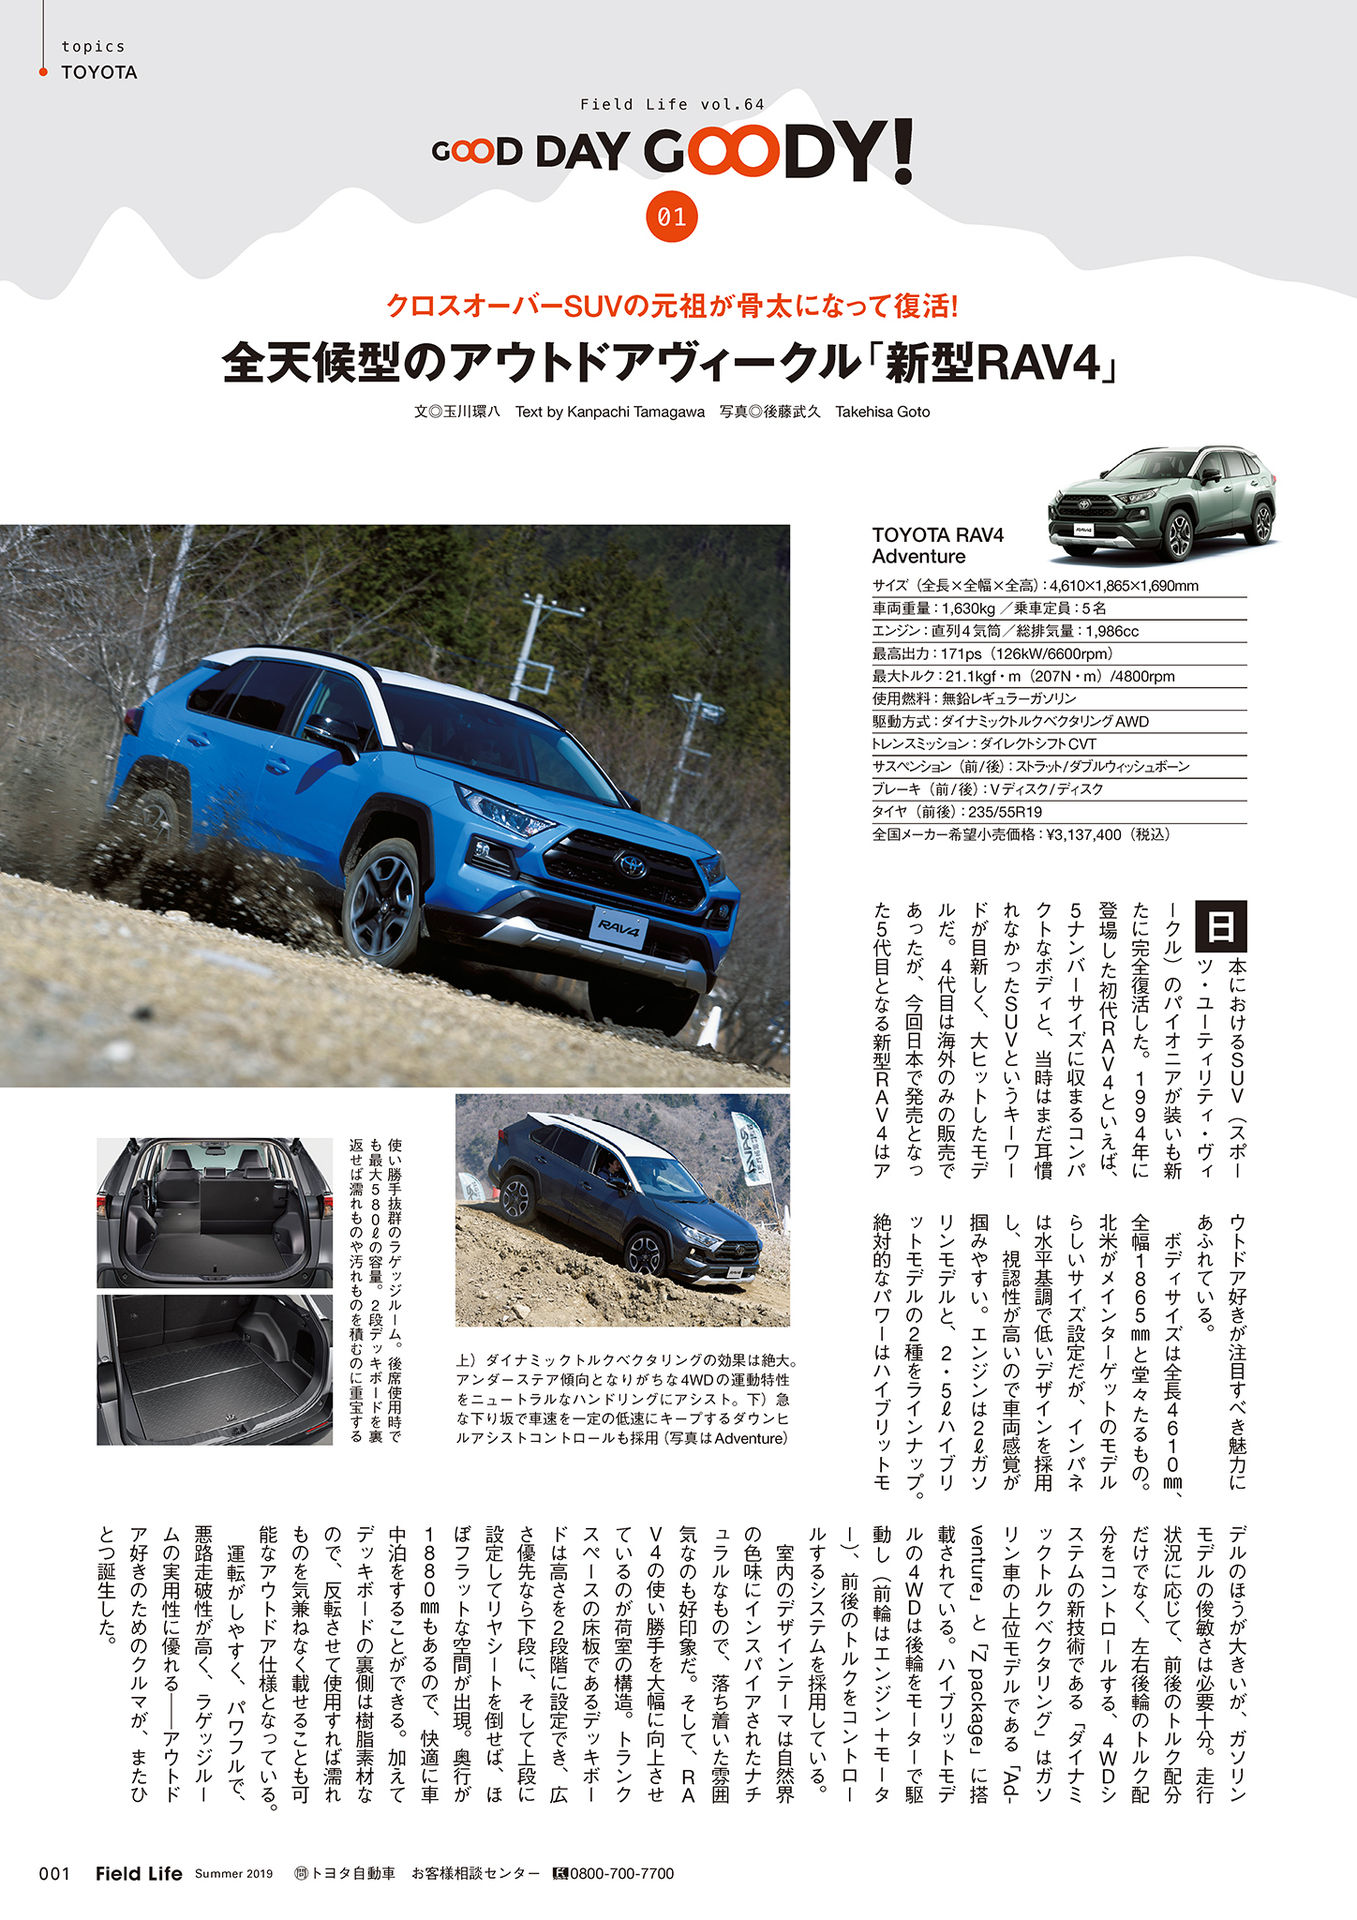 topics
TOYOTA
Field Life vol.64
GOOD DAY GOODY!
01
クロスオーバーSUVの元祖が骨太になって復活!
全天候型のアウトドアヴィークル「新型RAV4」
文◎玉川環八　Text by Kanpachi Tamagawa　写真◎後藤武久　Takehisa Goto
TOYOTA RAV4
Adventure
サイズ（全長×全幅×全高）：4,610×1,865×1,690mm
車両重量：1,630kg ／乗車定員：5名
エンジン：直列4気筒／総排気量：1,986cc
最高出力：171ps（126kW/6600rpm）
最大トルク：21.1kgf・m（207N・m）/4800rpm
使用燃料：無鉛レギュラーガソリン
駆動方式：ダイナミックトルクベクタリングAWD
トレンスミッション：ダイレクトシフトCVT
サスペンション（前/後）：ストラット/ダブルウィッシュボーン
ブレーキ（前/後）：Vディスク/ディスク
タイヤ（前後）：235/55R19
全国メーカー希望小売価格：¥3,137,400（税込）
RAV4
日本におけるSUV（スポー
ツ・ユーティリティ・ヴィ
ークル）のパイオニアが装いも新
たに完全復活した。1994年に
登場した初代RAV4といえば、
5ナンバーサイズに収まるコンパ
クトなボディと、当時はまだ耳慣
れなかったSUVというキーワー
ドが目新しく、大ヒットしたモデ
ルだ。4代目は海外のみの販売で
あったが、今回日本で発売となっ
た5代目となる新型RAV4はア
ウトドア好きが注目すべき魅力に
あふれている。
ボディサイズは全長4610㎜、
全幅1865㎜と堂々たるもの。
北米がメインターゲットのモデル
らしいサイズ設定だが、インパネ
は水平基調で低いデザインを採用
し、視認性が高いので車両感覚が
掴みやすい。エンジンは2ℓガソ
リンモデルと、2・5ℓハイブリ
ットモデルの2種をラインナップ。
絶対的なパワーはハイブリットモ
デルのほうが大きいが、ガソリン
モデルの俊敏さは必要十分。走行
状況に応じて、前後のトルク配分
だけでなく、左右後輪のトルク配
分をコントロールする、4WDシ
ステムの新技術である「ダイナミ
ックトルクベクタリング」はガソ
リン車の上位モデルである「Ad-
venture」と「Z package」に搭
載されている。ハイブリットモデ
ルの4WDは後輪をモーターで駆
動し（前輪はエンジン＋モータ
ー）、前後のトルクをコントロー
ルするシステムを採用している。
室内のデザインテーマは自然界
の色味にインスパイアされたナチ
ュラルなもので、落ち着いた雰囲
気なのも好印象だ。そして、RA
V4の使い勝手を大幅に向上させ
ているのが荷室の構造。トランク
スペースの床板であるデッキボー
ドは高さを2段階に設定でき、広
さ優先なら下段に、そして上段に
設定してリヤシートを倒せば、ほ
ぼフラットな空間が出現。奥行が
1880㎜もあるので、快適に車
中泊をすることができる。加えて
デッキボードの裏側は樹脂素材な
ので、反転させて使用すれば濡れ
ものを気兼ねなく載せることも可
能なアウトドア仕様となっている。
運転がしやすく、パワフルで、
悪路走破性が高く、ラゲッジルー
ムの実用性に優れる——アウトド
ア好きのためのクルマが、またひ
とつ誕生した。
使い勝手抜群のラゲッジルーム。後席使用時で
も最大580ℓの容量。2段デッキボードを裏
返せば濡れものや汚れものを積むのに重宝する
上）ダイナミックトルクベクタリングの効果は絶大。
アンダーステア傾向となりがちな4WDの運動特性
をニュートラルなハンドリングにアシスト。下）急
な下り坂で車速を一定の低速にキープするダウンヒ
ルアシストコントロールも採用（写真はAdventure）
001 Field Life Summer 2019 ㉄トヨタ自動車　お客様相談センター 0800-700-7700